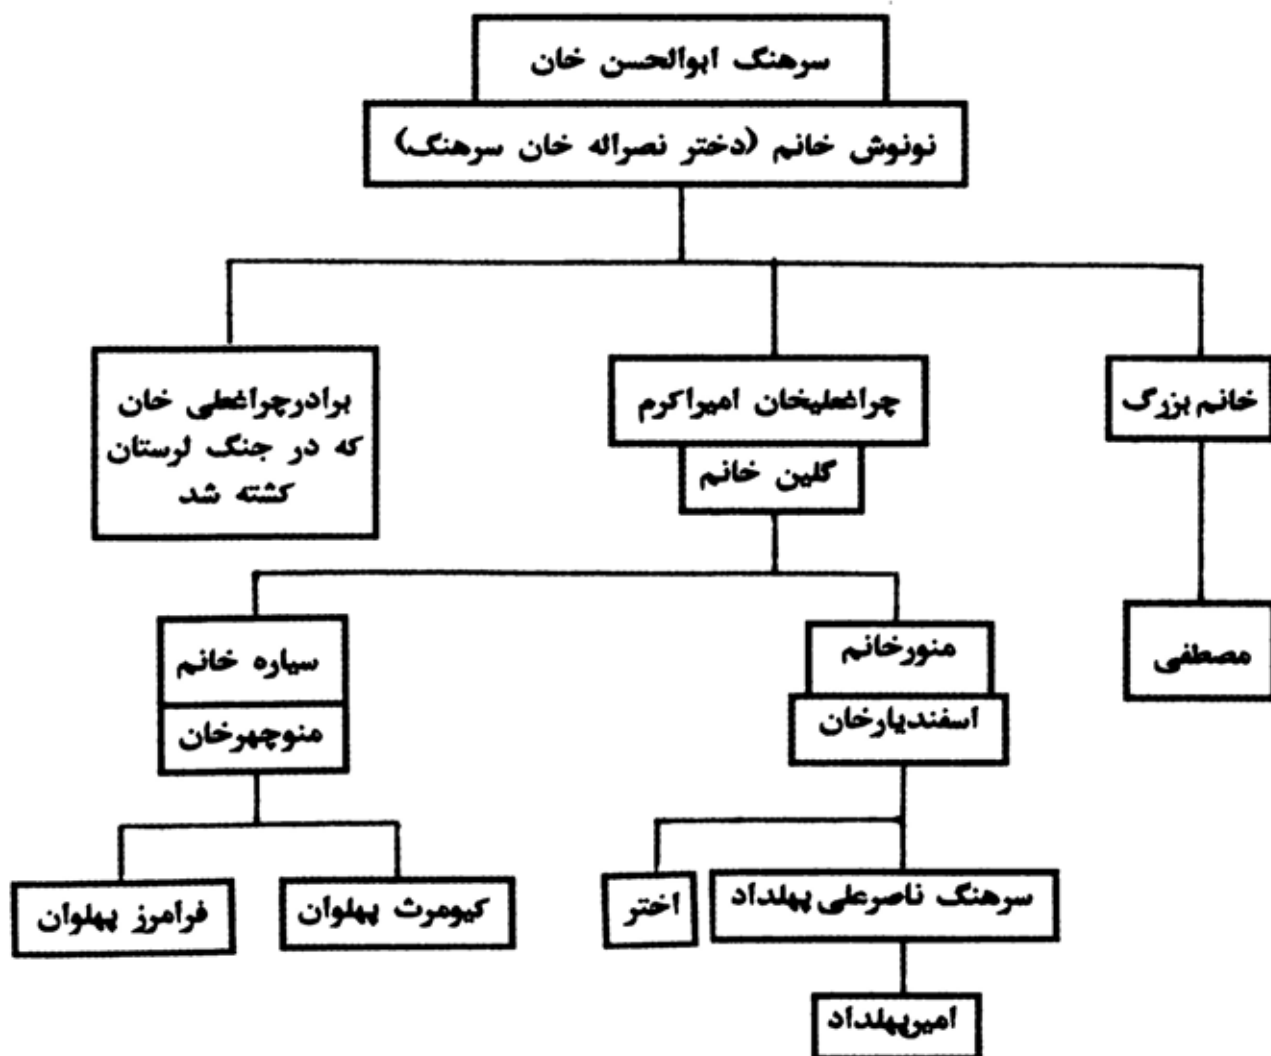 سرهنگ ابوالحسن خان
نونوش خانم (دختر نصراله خان سرهنگ)
خانم بزرگ
چراغعلیخان امیراکرم
گلین خانم
برادرچراغعلی خان
که در جنگ لرستان
کشته شد
مصطفی
منورخانم
اسفندیارخان
سیاره خانم
منوچهرخان
سرهنگ ناصرعلی پهلداد
اختر
کیومرث پهلوان
فرامرز پهلوان
امیرپهلداد